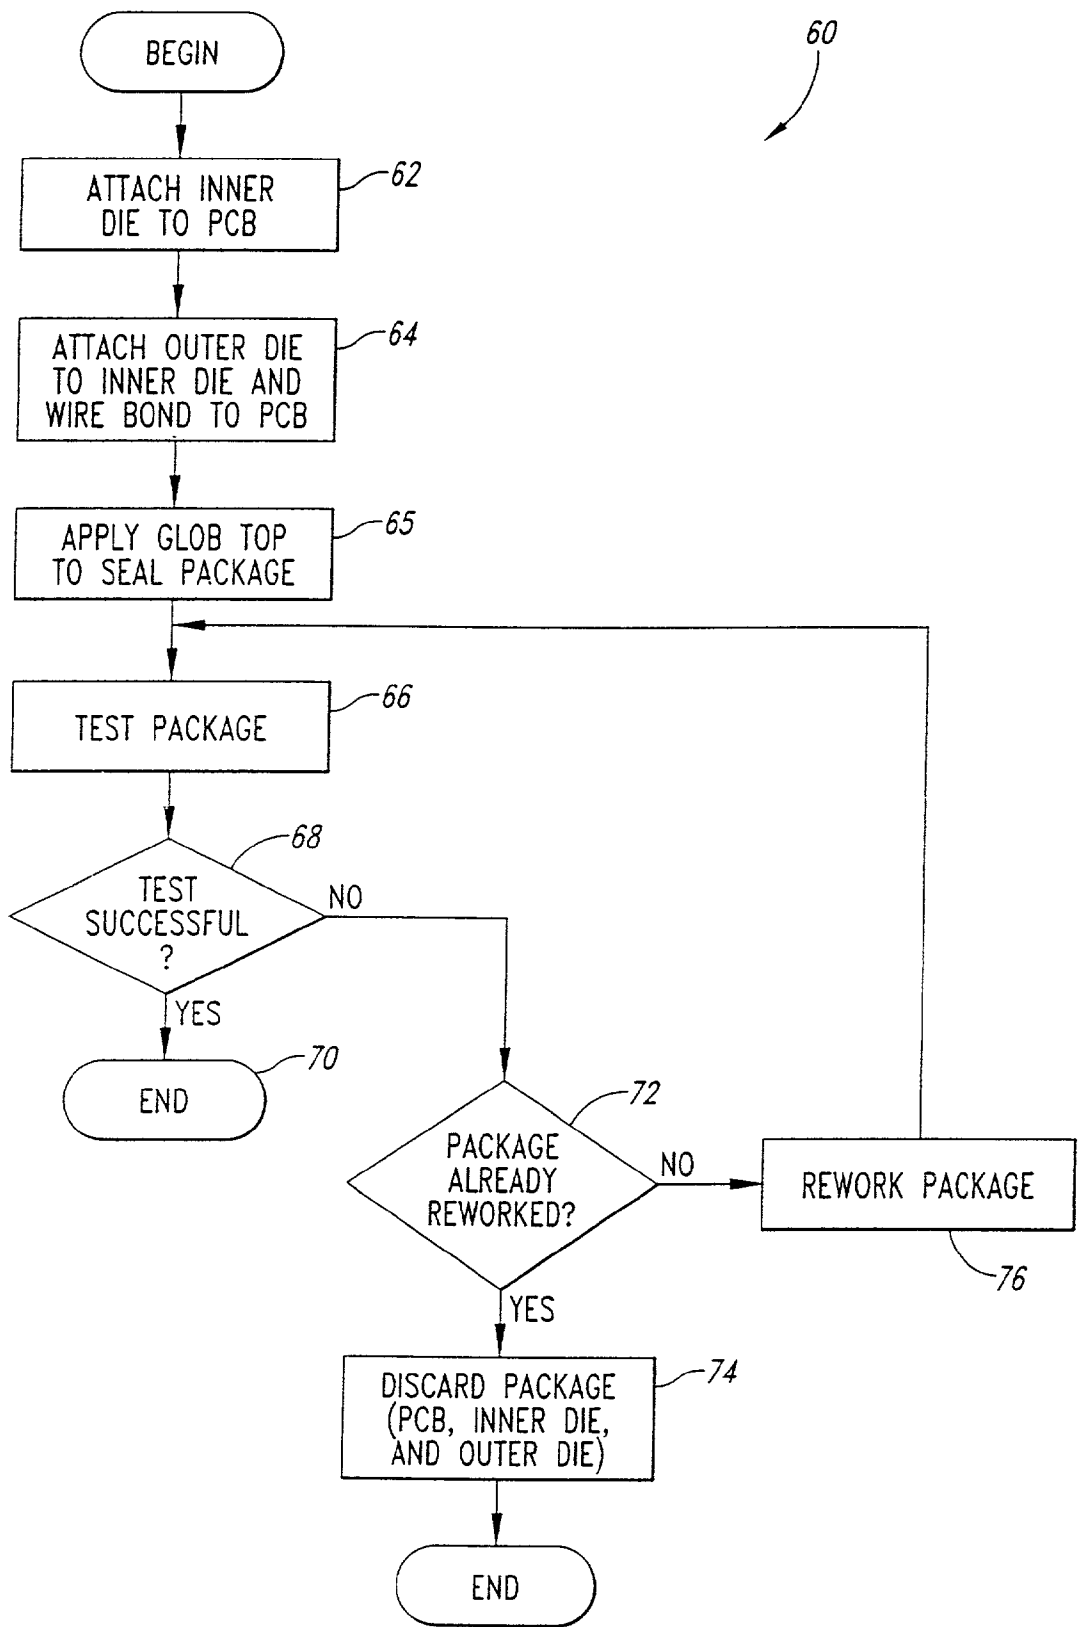 60
BEGIN
62
ATTACH INNER
DIE TO PCB
64
ATTACH OUTER DIE
TO INNER DIE AND
WIRE BOND TO PCB
65
APPLY GLOB TOP
TO SEAL PACKAGE
66
TEST PACKAGE
68
TEST
SUCCESSFUL
?
NO
YES
70
END
72
PACKAGE
ALREADY
REWORKED?
NO
REWORK PACKAGE
76
YES
74
DISCARD PACKAGE
(PCB, INNER DIE,
AND OUTER DIE)
END